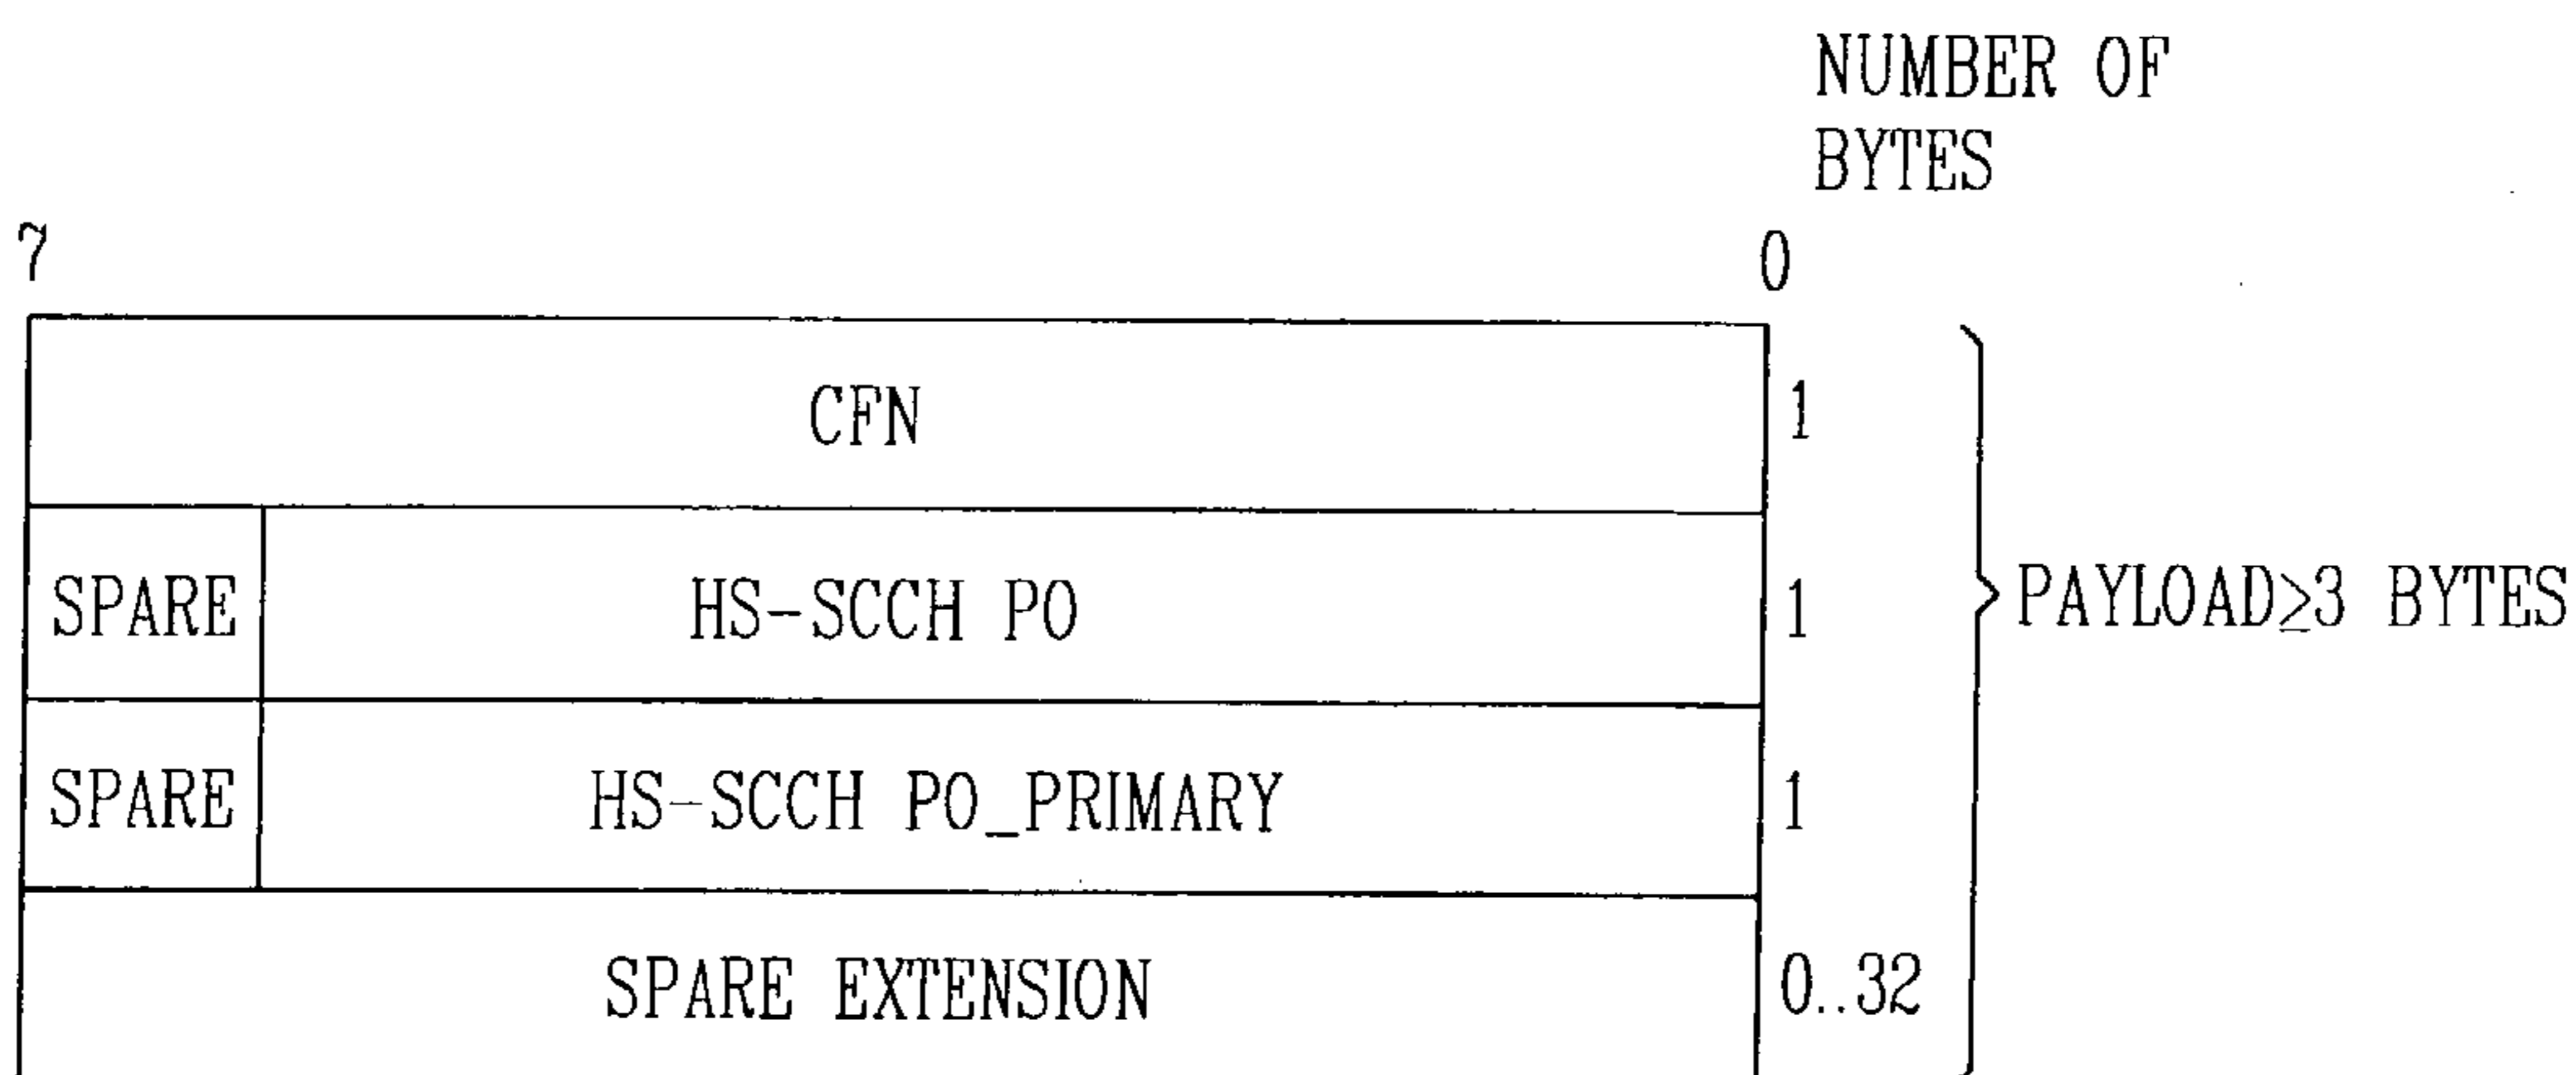 NUMBER OF
BYTES
7 0
CFN 1
SPARE HS-SCCH PO 1
PAYLOAD≥3 BYTES
SPARE HS-SCCH PO_PRIMARY 1
SPARE EXTENSION 0..32